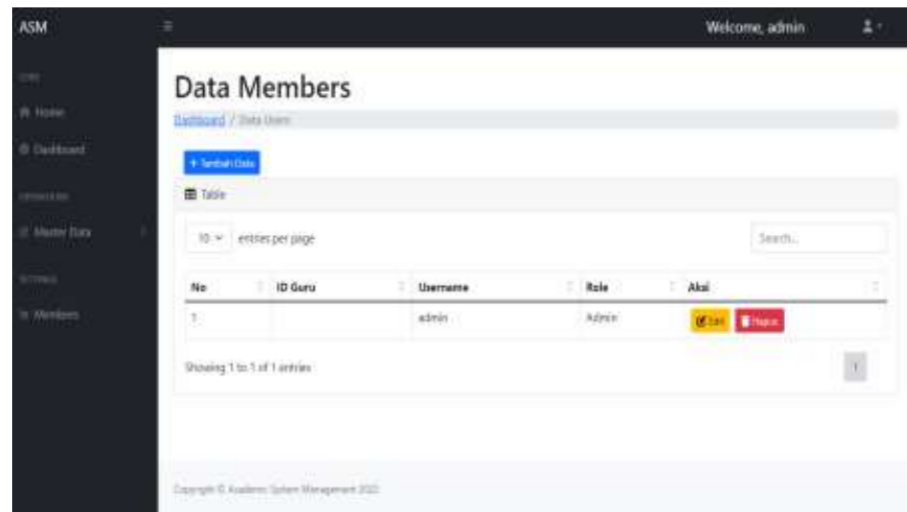 ASM
Welcome, admin
Data Members
Home
Dashboard / Data Users
Dashboard
+ Tambah Data
Table
Master Data
10 entries per page
Search...
No ID Guru Username Role Aksi
Members
1 admin Admin Edit Hapus
Showing 1 to 1 of 1 entries
1
Copyright © Academic System Management